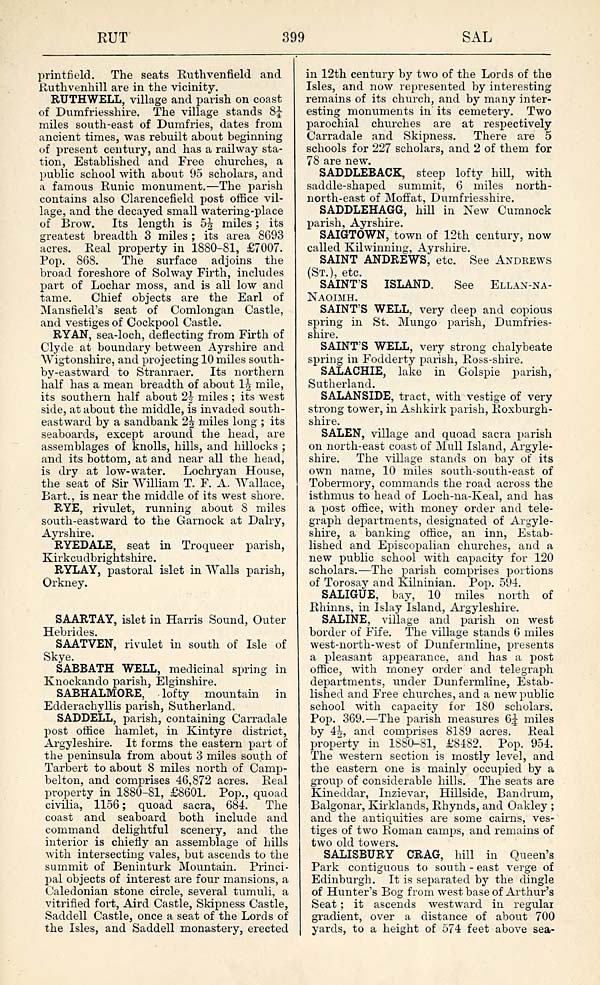 RUT 399 SAL
printfield. The seats Ruthvenfield and
Ruthvenhill are in the vicinity.
RUTHWELL, village and parish on coast
of Dumfriesshire. The village stands 8¼
miles south-east of Dumfries, dates from
ancient times, was rebuilt about beginning
of present century, and has a railway sta-
tion, Established and Free churches, a
public school with about 95 scholars, and
a famous Runic monument.—The parish
contains also Clarencefield post office vil-
lage, and the decayed small watering-place
of Brow. Its length is 5½ miles; its
greatest breadth 3 miles; its area 8693
acres. Real property in 1880-81, £7007.
Pop. 868. The surface adjoins the
broad foreshore of Solway Firth, includes
part of Lochar moss, and is all low and
tame. Chief objects are the Earl of
Mansfield's seat of Comlongan Castle,
and vestiges of Cockpool Castle.
RYAN, sea-loch, deflecting from Firth of
Clyde at boundary between Ayrshire and
Wigtonshire, and projecting 10 miles south-
by-eastward to Stranraer. Its northern
half has a mean breadth of about 1½ mile,
its southern half about 2½ miles; its west
side, at about the middle, is invaded south-
eastward by a sandbank 2½ miles long; its
seaboards, except around the head, are
assemblages of knolls, hills, and hillocks;
and its bottom, at and near all the head,
is dry at low-water. Lochryan House,
the seat of Sir William T. F. A. Wallace,
Bart., is near the middle of its west shore.
RYE, rivulet, running about 8 miles
south-eastward to the Garnock at Dalry,
Ayrshire.
RYEDALE, seat in Troqueer parish,
Kirkcudbrightshire.
RYLAY, pastoral islet in Walls parish,
Orkney.
SAARTAY, islet in Harris Sound, Outer
Hebrides.
SAATVEN, rivulet in south of Isle of
Skye.
SABBATH WELL, medicinal spring in
Knockando parish, Elginshire.
SABHALMORE, lofty mountain in
Edderachyllis parish, Sutherland.
SADDELL, parish, containing Carradale
post office hamlet, in Kintyre district,
Argyleshire. It forms the eastern part of
the peninsula from about 3 miles south of
Tarbert to about 8 miles north of Camp-
belton, and comprises 46,872 acres. Real
property in 1880-81, £8601. Pop., quoad
civilia, 1156; quoad sacra, 684. The
coast and seaboard both include and
command delightful scenery, and the
interior is chiefly an assemblage of hills
with intersecting vales, but ascends to the
summit of Beninturk Mountain. Princi-
pal objects of interest are four mansions, a
Caledonian stone circle, several tumuli, a
vitrified fort, Aird Castle, Skipness Castle,
Saddell Castle, once a seat of the Lords of
the Isles, and Saddell monastery, erected
in 12th century by two of the Lords of the
Isles, and now represented by interesting
remains of its church, and by many inter-
esting monuments in its cemetery. Two
parochial churches are at respectively
Carradale and Skipness. There are 5
schools for 227 scholars, and 2 of them for
78 are new.
SADDLEBACK, steep lofty hill, with
saddle-shaped summit, 6 miles north-
north-east of Moffat, Dumfriesshire.
SADDLEHAGG, hill in New Cumnock
parish, Ayrshire.
SAIGTOWN, town of 12th century, now
called Kilwinning, Ayrshire.
SAINT ANDREWS, etc. See ANDREWS
(ST.), etc.
SAINT'S ISLAND. See ELLAN-NA-
NAOIMH.
SAINT'S WELL, very deep and copious
spring in St. Mungo parish, Dumfries-
shire.
SAINT'S WELL, very strong chalybeate
spring in Fodderty parish, Ross-shire.
SALACHIE, lake in Golspie parish,
Sutherland.
SALANSIDE, tract, with vestige of very
strong tower, in Ashkirk parish, Roxburgh-
shire.
SALEN, village and quoad sacra parish
on north-east coast of Mull Island, Argyle-
shire. The village stands on bay of its
own name, 10 miles south-south-east of
Tobermory, commands the road across the
isthmus to head of Loch-na-Keal, and has
a post office, with money order and tele-
graph departments, designated of Argyle-
shire, a banking office, an inn, Estab-
lished and Episcopalian churches, and a
new public school with capacity for 120
scholars.—The parish comprises portions
of Torosay and Kilninian. Pop. 594.
SALIGUE, bay, 10 miles north of
Rhinns, in Islay Island, Argyleshire.
SALINE, village and parish on west
border of Fife. The village stands 6 miles
west-north-west of Dunfermline, presents
a pleasant appearance, and has a post
office, with money order and telegraph
departments, under Dunfermline, Estab-
lished and Free churches, and a new public
school with capacity for 180 scholars.
Pop. 369.—The parish measures 6¼ miles
by 4½, and comprises 8189 acres. Real
property in 1880-81, £8482. Pop. 954.
The western section is mostly level, and
the eastern one is mainly occupied by a
group of considerable hills. The seats are
Kineddar, Inzievar, Hillside, Bandrum,
Balgonar, Kirklands, Rhynds, and Oakley;
and the antiquities are some cairns, ves-
tiges of two Roman camps, and remains of
two old towers.
SALISBURY CRAG, hill in Queen's
Park contiguous to south-east verge of
Edinburgh. It is separated by the dingle
of Hunter's Bog from west base of Arthur's
Seat; it ascends westward in regular
gradient, over a distance of about 700
yards, to a height of 574 feet above sea-